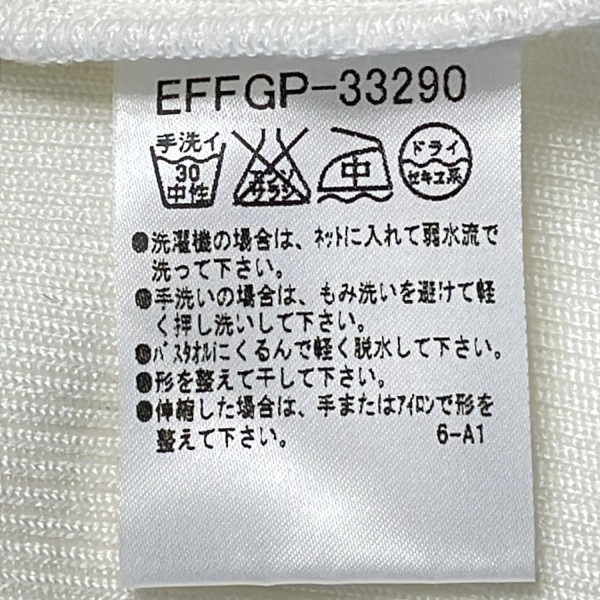 EFFGP-33290
手洗イ
30
中性
エンソ
サラシ
中
ドライ
セキユ系
●洗濯機の場合は、ネットに入れて弱水流で
洗って下さい。
●手洗いの場合は、もみ洗いを避けて軽
く押し洗いして下さい。
●バスタオルにくるんで軽く脱水して下さい。
●形を整えて干して下さい。
●伸縮した場合は、手またはアイロンで形を
整えて下さい。 6-A1